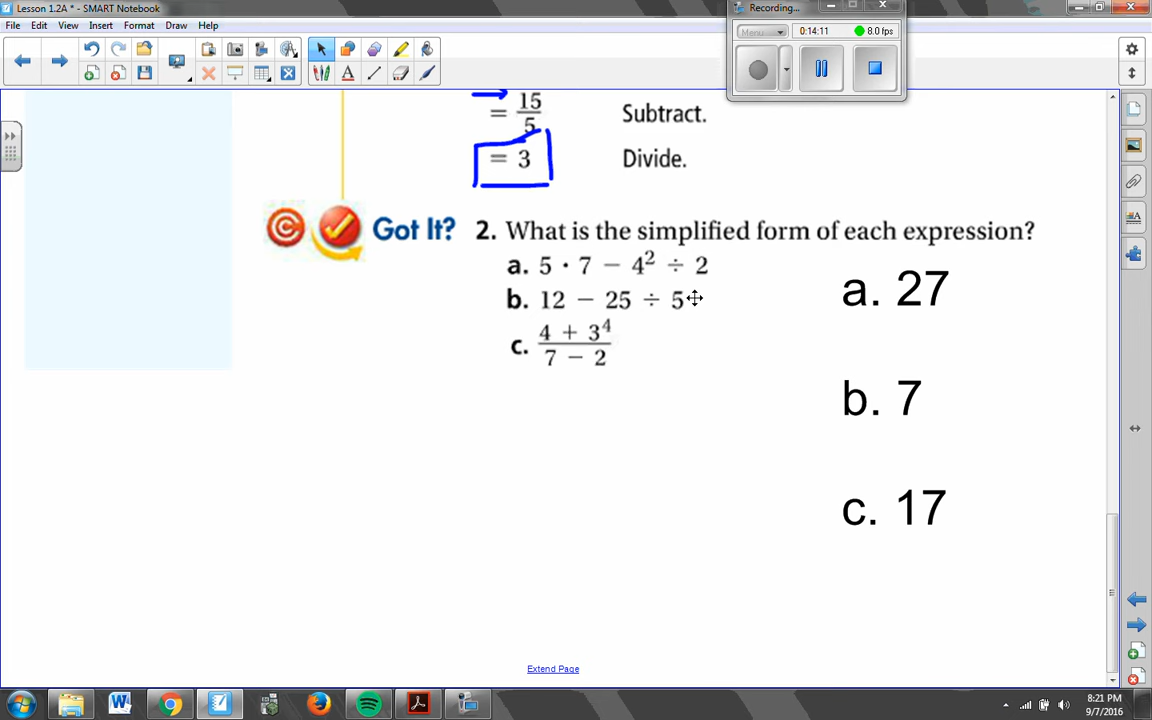 Lesson 1.2A * - SMART Notebook
Recording...
File Edit View Insert Format Draw Help
Menu 0:14:11 8.0 fps
= 15/5 Subtract.
= 3 Divide.
Got It? 2. What is the simplified form of each expression?
a. 5 · 7 − 4² ÷ 2
a. 27
b. 12 − 25 ÷ 5
c. 4 + 3⁴
7 − 2
b. 7
c. 17
Extend Page
8:21 PM
9/7/2016